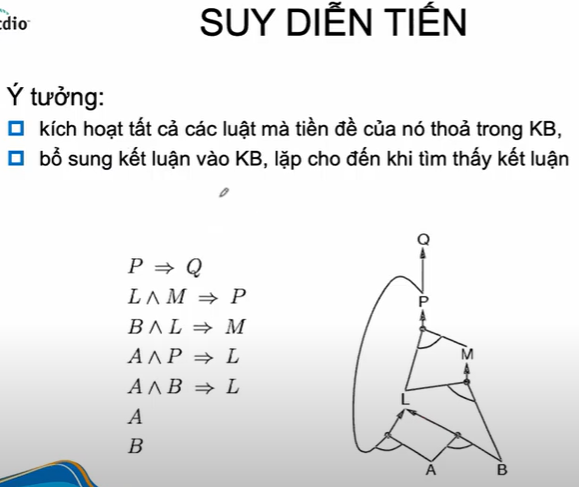 cdio
SUY DIỄN TIẾN
Ý tưởng:
kích hoạt tất cả các luật mà tiền đề của nó thoả trong KB,
bổ sung kết luận vào KB, lặp cho đến khi tìm thấy kết luận
P ⇒ Q
L ∧ M ⇒ P
B ∧ L ⇒ M
A ∧ P ⇒ L
A ∧ B ⇒ L
A
B
Q
P
M
L
A
B